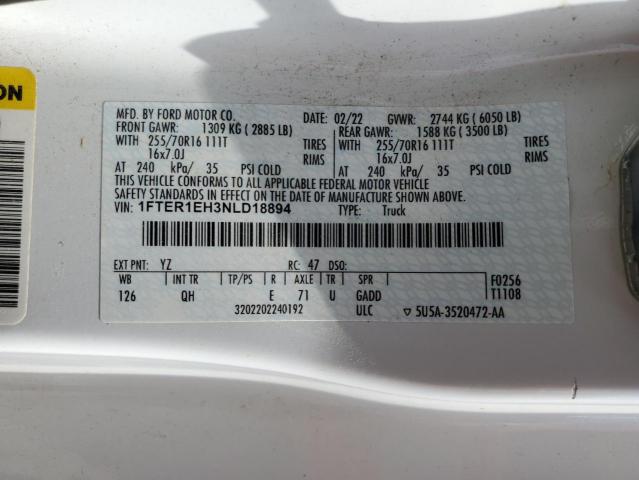 ON
MFD. BY FORD MOTOR CO.
DATE: 02/22 GVWR: 2744 KG ( 6050 LB)
FRONT GAWR: 1309 KG ( 2885 LB)
REAR GAWR: 1588 KG ( 3500 LB)
WITH 255/70R16 111T TIRES
WITH 255/70R16 111T TIRES
16x7.0J RIMS
16x7.0J RIMS
AT 240 kPa/ 35 PSI COLD
AT 240 kPa/ 35 PSI COLD
THIS VEHICLE CONFORMS TO ALL APPLICABLE FEDERAL MOTOR VEHICLE
SAFETY STANDARDS IN EFFECT ON THE DATE OF MANUFACTURE SHOWN ABOVE.
VIN: 1FTER1EH3NLD18894 TYPE: Truck
EXT PNT: YZ RC: 47 DSO:
WB INT TR TP/PS R AXLE TR SPR F0256
126 QH E 71 U GADD T1108
3202202240192 ULC ▽ 5U5A-3520472-AA